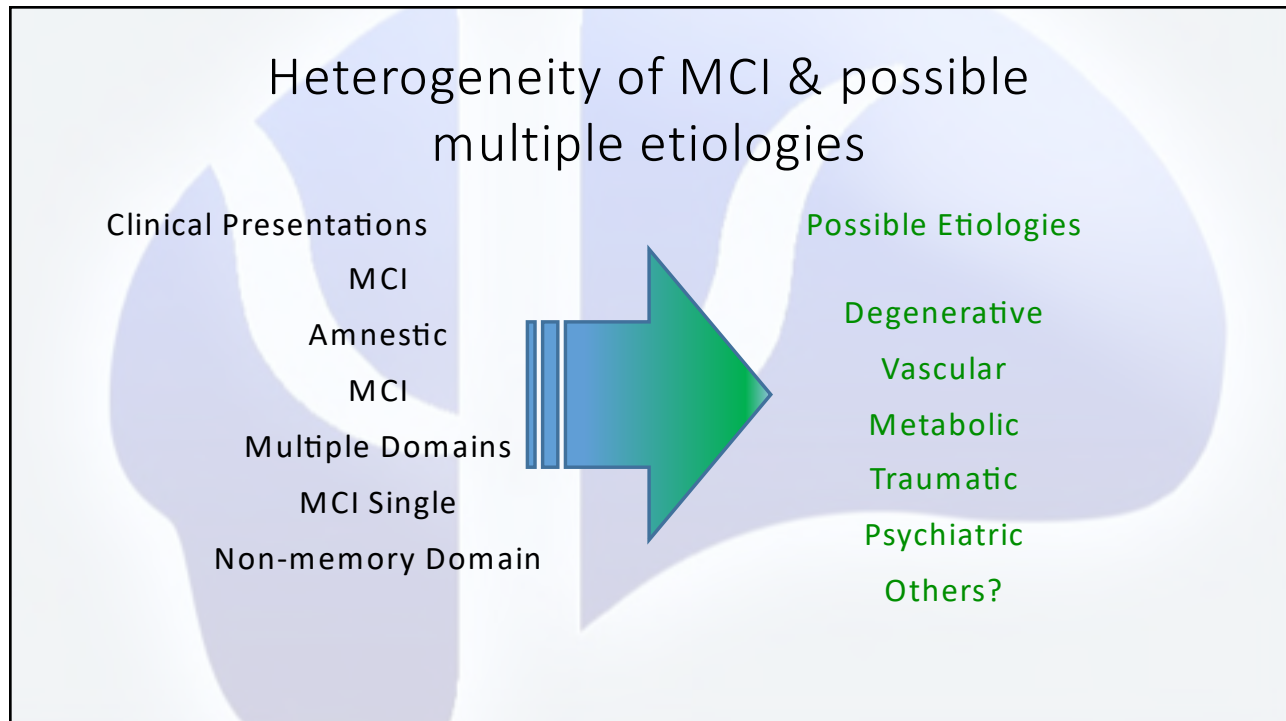 Heterogeneity of MCI & possible
multiple etiologies
Clinical Presentations
MCI
Amnestic
MCI
Multiple Domains
MCI Single
Non-memory Domain
Possible Etiologies
Degenerative
Vascular
Metabolic
Traumatic
Psychiatric
Others?